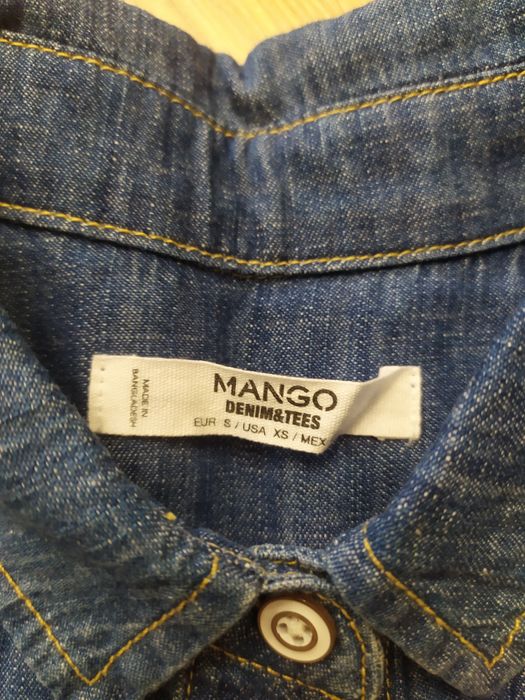 MADE IN
BANGLADESH
MANGO
DENIM&TEES
EUR S / USA XS / MEX